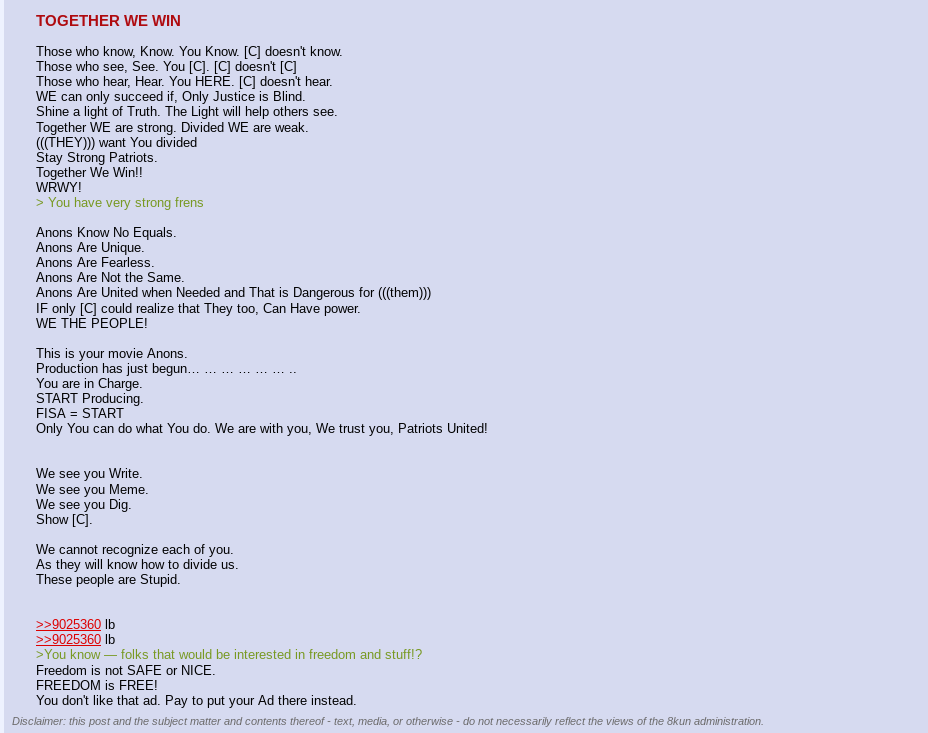 TOGETHER WE WIN
Those who know, Know. You Know. [C] doesn't know.
Those who see, See. You [C]. [C] doesn't [C]
Those who hear, Hear. You HERE. [C] doesn't hear.
WE can only succeed if, Only Justice is Blind.
Shine a light of Truth. The Light will help others see.
Together WE are strong. Divided WE are weak.
(((THEY))) want You divided
Stay Strong Patriots.
Together We Win!!
WRWY!
> You have very strong frens
Anons Know No Equals.
Anons Are Unique.
Anons Are Fearless.
Anons Are Not the Same.
Anons Are United when Needed and That is Dangerous for (((them)))
IF only [C] could realize that They too, Can Have power.
WE THE PEOPLE!
This is your movie Anons.
Production has just begun… … … … … … ..
You are in Charge.
START Producing.
FISA = START
Only You can do what You do. We are with you, We trust you, Patriots United!
We see you Write.
We see you Meme.
We see you Dig.
Show [C].
We cannot recognize each of you.
As they will know how to divide us.
These people are Stupid.
>>9025360 lb
>>9025360 lb
>You know — folks that would be interested in freedom and stuff!?
Freedom is not SAFE or NICE.
FREEDOM is FREE!
You don't like that ad. Pay to put your Ad there instead.
Disclaimer: this post and the subject matter and contents thereof - text, media, or otherwise - do not necessarily reflect the views of the 8kun administration.